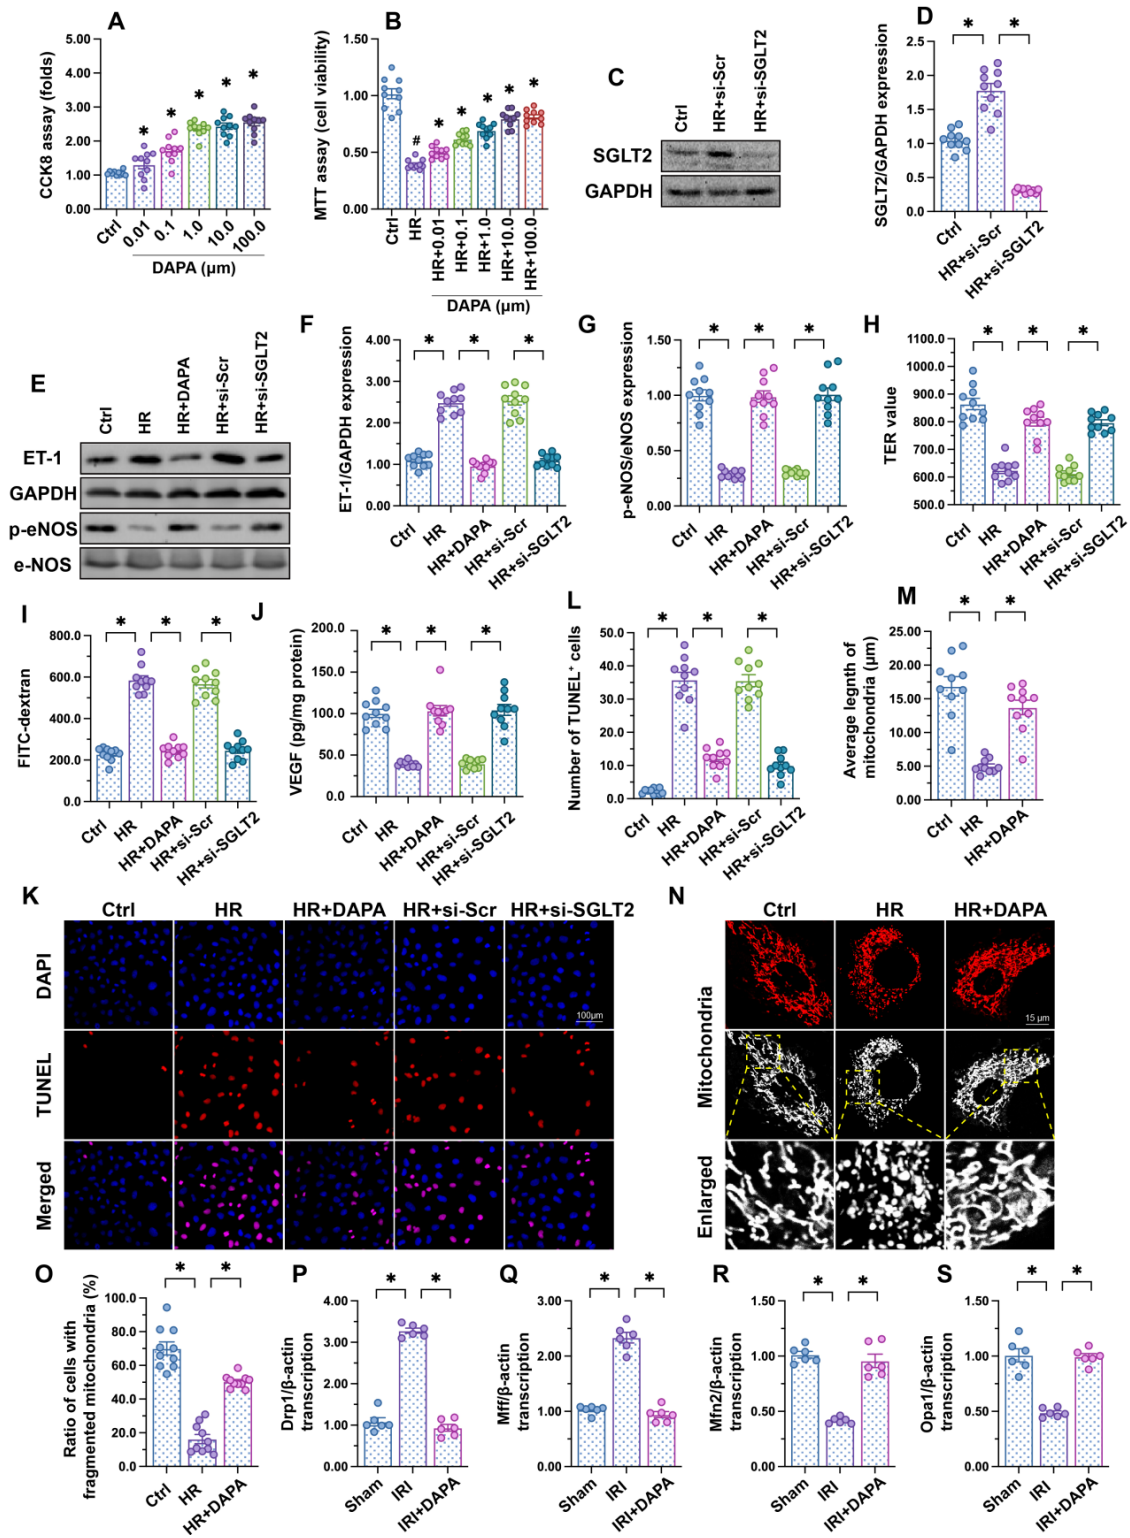 A
CCK8 assay (folds)
5.00
4.00
3.00
2.00
1.00
0.00
* * * * *
Ctrl 0.01 0.1 1.0 10.0 100.0
DAPA (μm)
B
MTT assay (cell viability)
1.50
1.00
0.50
0.00
# * * * * *
Ctrl HR HR+0.01 HR+0.1 HR+1.0 HR+10.0 HR+100.0
DAPA (μm)
C
Ctrl HR+si-Scr HR+si-SGLT2
SGLT2
GAPDH
D
SGLT2/GAPDH expression
2.5
2.0
1.5
1.0
0.5
0.0
* *
Ctrl HR+si-Scr HR+si-SGLT2
E
Ctrl HR HR+DAPA HR+si-Scr HR+si-SGLT2
ET-1
GAPDH
p-eNOS
e-NOS
F
ET-1/GAPDH expression
4.00
3.00
2.00
1.00
0.00
* * *
Ctrl HR HR+DAPA HR+si-Scr HR+si-SGLT2
G
p-eNOS/eNOS expression
1.50
1.00
0.50
0.00
* * *
Ctrl HR HR+DAPA HR+si-Scr HR+si-SGLT2
H
TER value
1100.0
1000.0
900.0
800.0
700.0
600.0
500.0
* * *
Ctrl HR HR+DAPA HR+si-Scr HR+si-SGLT2
I
FITC-dextran
800.0
600.0
400.0
200.0
0.0
* * *
Ctrl HR HR+DAPA HR+si-Scr HR+si-SGLT2
J
VEGF (pg/mg protein)
200.0
150.0
100.0
50.0
0.0
* * *
Ctrl HR HR+DAPA HR+si-Scr HR+si-SGLT2
L
Number of TUNEL⁺ cells
50.0
40.0
30.0
20.0
10.0
0.0
* * *
Ctrl HR HR+DAPA HR+si-Scr HR+si-SGLT2
M
Average legnth of
mitochondria (μm)
25.00
20.00
15.00
10.00
5.00
0.00
* *
Ctrl HR HR+DAPA
K
Ctrl HR HR+DAPA HR+si-Scr HR+si-SGLT2
DAPI
100μm
TUNEL
Merged
N
Ctrl HR HR+DAPA
Mitochondria
15 μm
Enlarged
O
Ratio of cells with
fragmented mitochondria (%)
100.0
80.0
60.0
40.0
20.0
0.0
* *
Ctrl HR HR+DAPA
P
Drp1/β-actin
transcription
4.00
3.00
2.00
1.00
0.00
* *
Sham IRI IRI+DAPA
Q
Mff/β-actin
transcription
3.00
2.00
1.00
0.00
* *
Sham IRI IRI+DAPA
R
Mfn2/β-actin
transcription
1.50
1.00
0.50
0.00
* *
Sham IRI IRI+DAPA
S
Opa1/β-actin
transcription
1.50
1.00
0.50
0.00
* *
Sham IRI IRI+DAPA